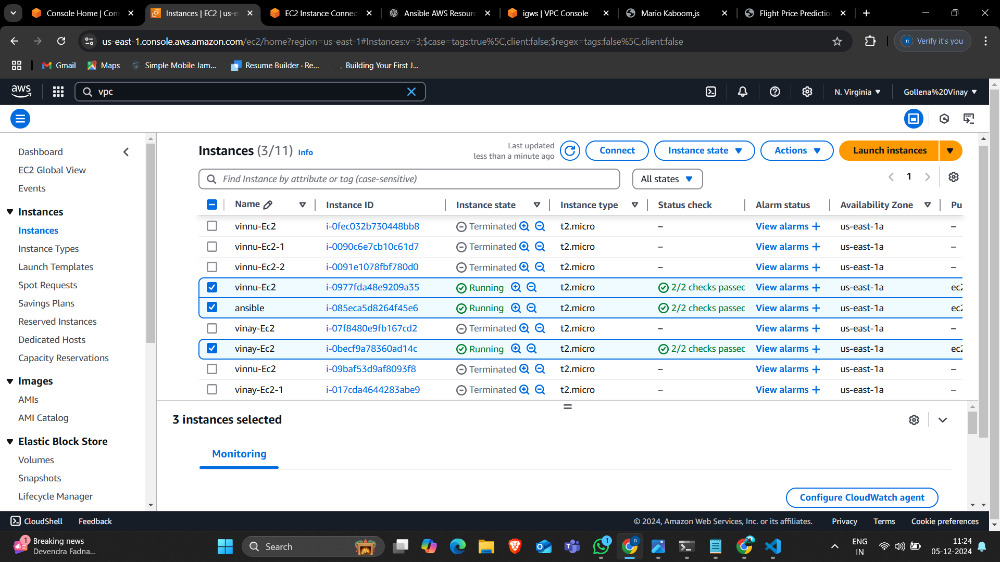 Console Home | Cons
Instances | EC2 | us-e
EC2 Instance Connec
Ansible AWS Resourc
igws | VPC Console
Mario Kaboom.js
Flight Price Predictio
us-east-1.console.aws.amazon.com/ec2/home?region=us-east-1#Instances:v=3;$case=tags:true%5C,client:false;$regex=tags:false%5C,client:false
n
Verify it's you
Gmail
Maps
Simple Mobile Jam...
Resume Builder · Re...
Building Your First J...
aws
vpc
N. Virginia
Gollena%20Vinay
Dashboard
EC2 Global View
Events
Instances
Instances
Instance Types
Launch Templates
Spot Requests
Savings Plans
Reserved Instances
Dedicated Hosts
Capacity Reservations
Images
AMIs
AMI Catalog
Elastic Block Store
Volumes
Snapshots
Lifecycle Manager
Instances (3/11) Info
Last updated
less than a minute ago
Connect
Instance state
Actions
Launch instances
Find Instance by attribute or tag (case-sensitive)
All states
1
Name Instance ID Instance state Instance type Status check Alarm status Availability Zone Pu
vinnu-Ec2 i-0fec032b730448bb8 Terminated t2.micro – View alarms + us-east-1a –
vinnu-Ec2-1 i-0090c6e7cb10c61d7 Terminated t2.micro – View alarms + us-east-1a –
vinnu-Ec2-2 i-0091e1078fbf780d0 Terminated t2.micro – View alarms + us-east-1a –
vinnu-Ec2 i-0977fda48e9209a35 Running t2.micro 2/2 checks passec View alarms + us-east-1a ec2
ansible i-085eca5d8264f45e6 Running t2.micro 2/2 checks passec View alarms + us-east-1a ec2
vinay-Ec2 i-07f8480e9fb167cd2 Terminated t2.micro – View alarms + us-east-1a –
vinay-Ec2 i-0becf9a78360ad14c Running t2.micro 2/2 checks passec View alarms + us-east-1a ec2
vinnu-Ec2 i-09baf53d9af8093f8 Terminated t2.micro – View alarms + us-east-1a –
vinay-Ec2-1 i-017cda4644283abe9 Terminated t2.micro – View alarms + us-east-1a –
3 instances selected
Monitoring
Configure CloudWatch agent
CloudShell
Feedback
© 2024, Amazon Web Services, Inc. or its affiliates.
Privacy
Terms
Cookie preferences
1
Breaking news
Devendra Fadna...
Search
1
n
ENG
IN
11:24
05-12-2024